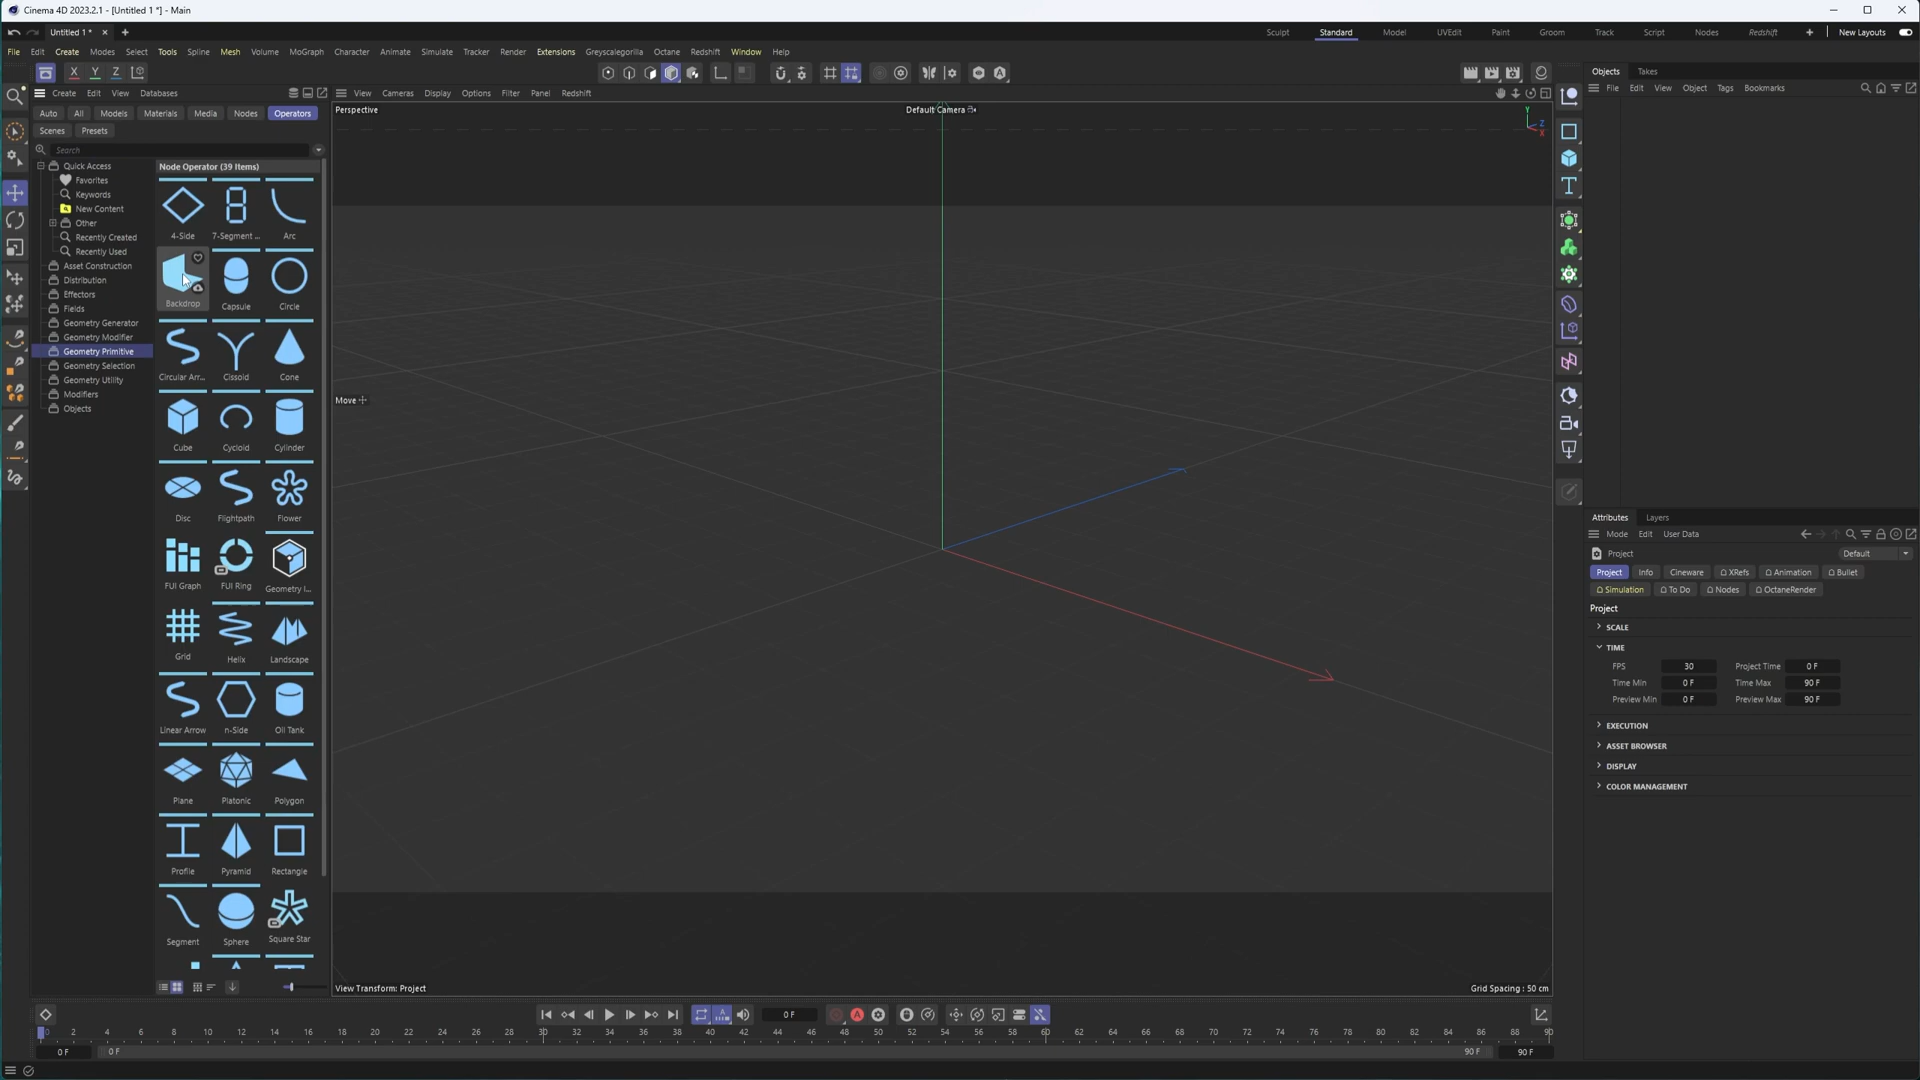 Cinema 4D 2023.2.1 - [Untitled 1 *] - Main
Untitled 1 *
Sculpt Standard Model UVEdit Paint Groom Track Script Nodes Redshift New Layouts
File Edit Create Modes Select Tools Spline Mesh Volume MoGraph Character Animate Simulate Tracker Render Extensions Greyscalegorilla Octane Redshift Window Help
X Y Z
Create Edit View Databases
View Cameras Display Options Filter Panel Redshift
Auto All Models Materials Media Nodes Operators
Scenes Presets
Search
Quick Access
Favorites
Keywords
New Content
Other
Recently Created
Recently Used
Asset Construction
Distribution
Effectors
Fields
Geometry Generator
Geometry Modifier
Geometry Primitive
Geometry Selection
Geometry Utility
Modifiers
Objects
Node Operator (39 Items)
4-Side 7-Segment ... Arc
Backdrop Capsule Circle
Circular Arr... Cissoid Cone
Cube Cycloid Cylinder
Disc Flightpath Flower
FUI Graph FUI Ring Geometry I...
Grid Helix Landscape
Linear Arrow n-Side Oil Tank
Plane Platonic Polygon
Profile Pyramid Rectangle
Segment Sphere Square Star
Perspective
Default Camera
Y
Z
X
Move
View Transform: Project
Grid Spacing : 50 cm
Objects Takes
File Edit View Object Tags Bookmarks
Attributes Layers
Mode Edit User Data
Project Default
Project Info Cineware XRefs Animation Bullet
Simulation To Do Nodes OctaneRender
Project
SCALE
TIME
FPS 30 Project Time 0 F
Time Min 0 F Time Max 90 F
Preview Min 0 F Preview Max 90 F
EXECUTION
ASSET BROWSER
DISPLAY
COLOR MANAGEMENT
0 F
0 2 4 6 8 10 12 14 16 18 20 22 24 26 28 30 32 34 36 38 40 42 44 46 48 50 52 54 56 58 60 62 64 66 68 70 72 74 76 78 80 82 84 86 88 90
0 F 0 F 90 F 90 F